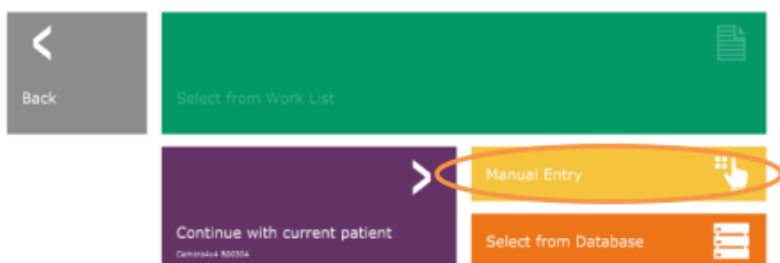 Back
Select from Work List
Manual Entry
Continue with current patient
Select from Database